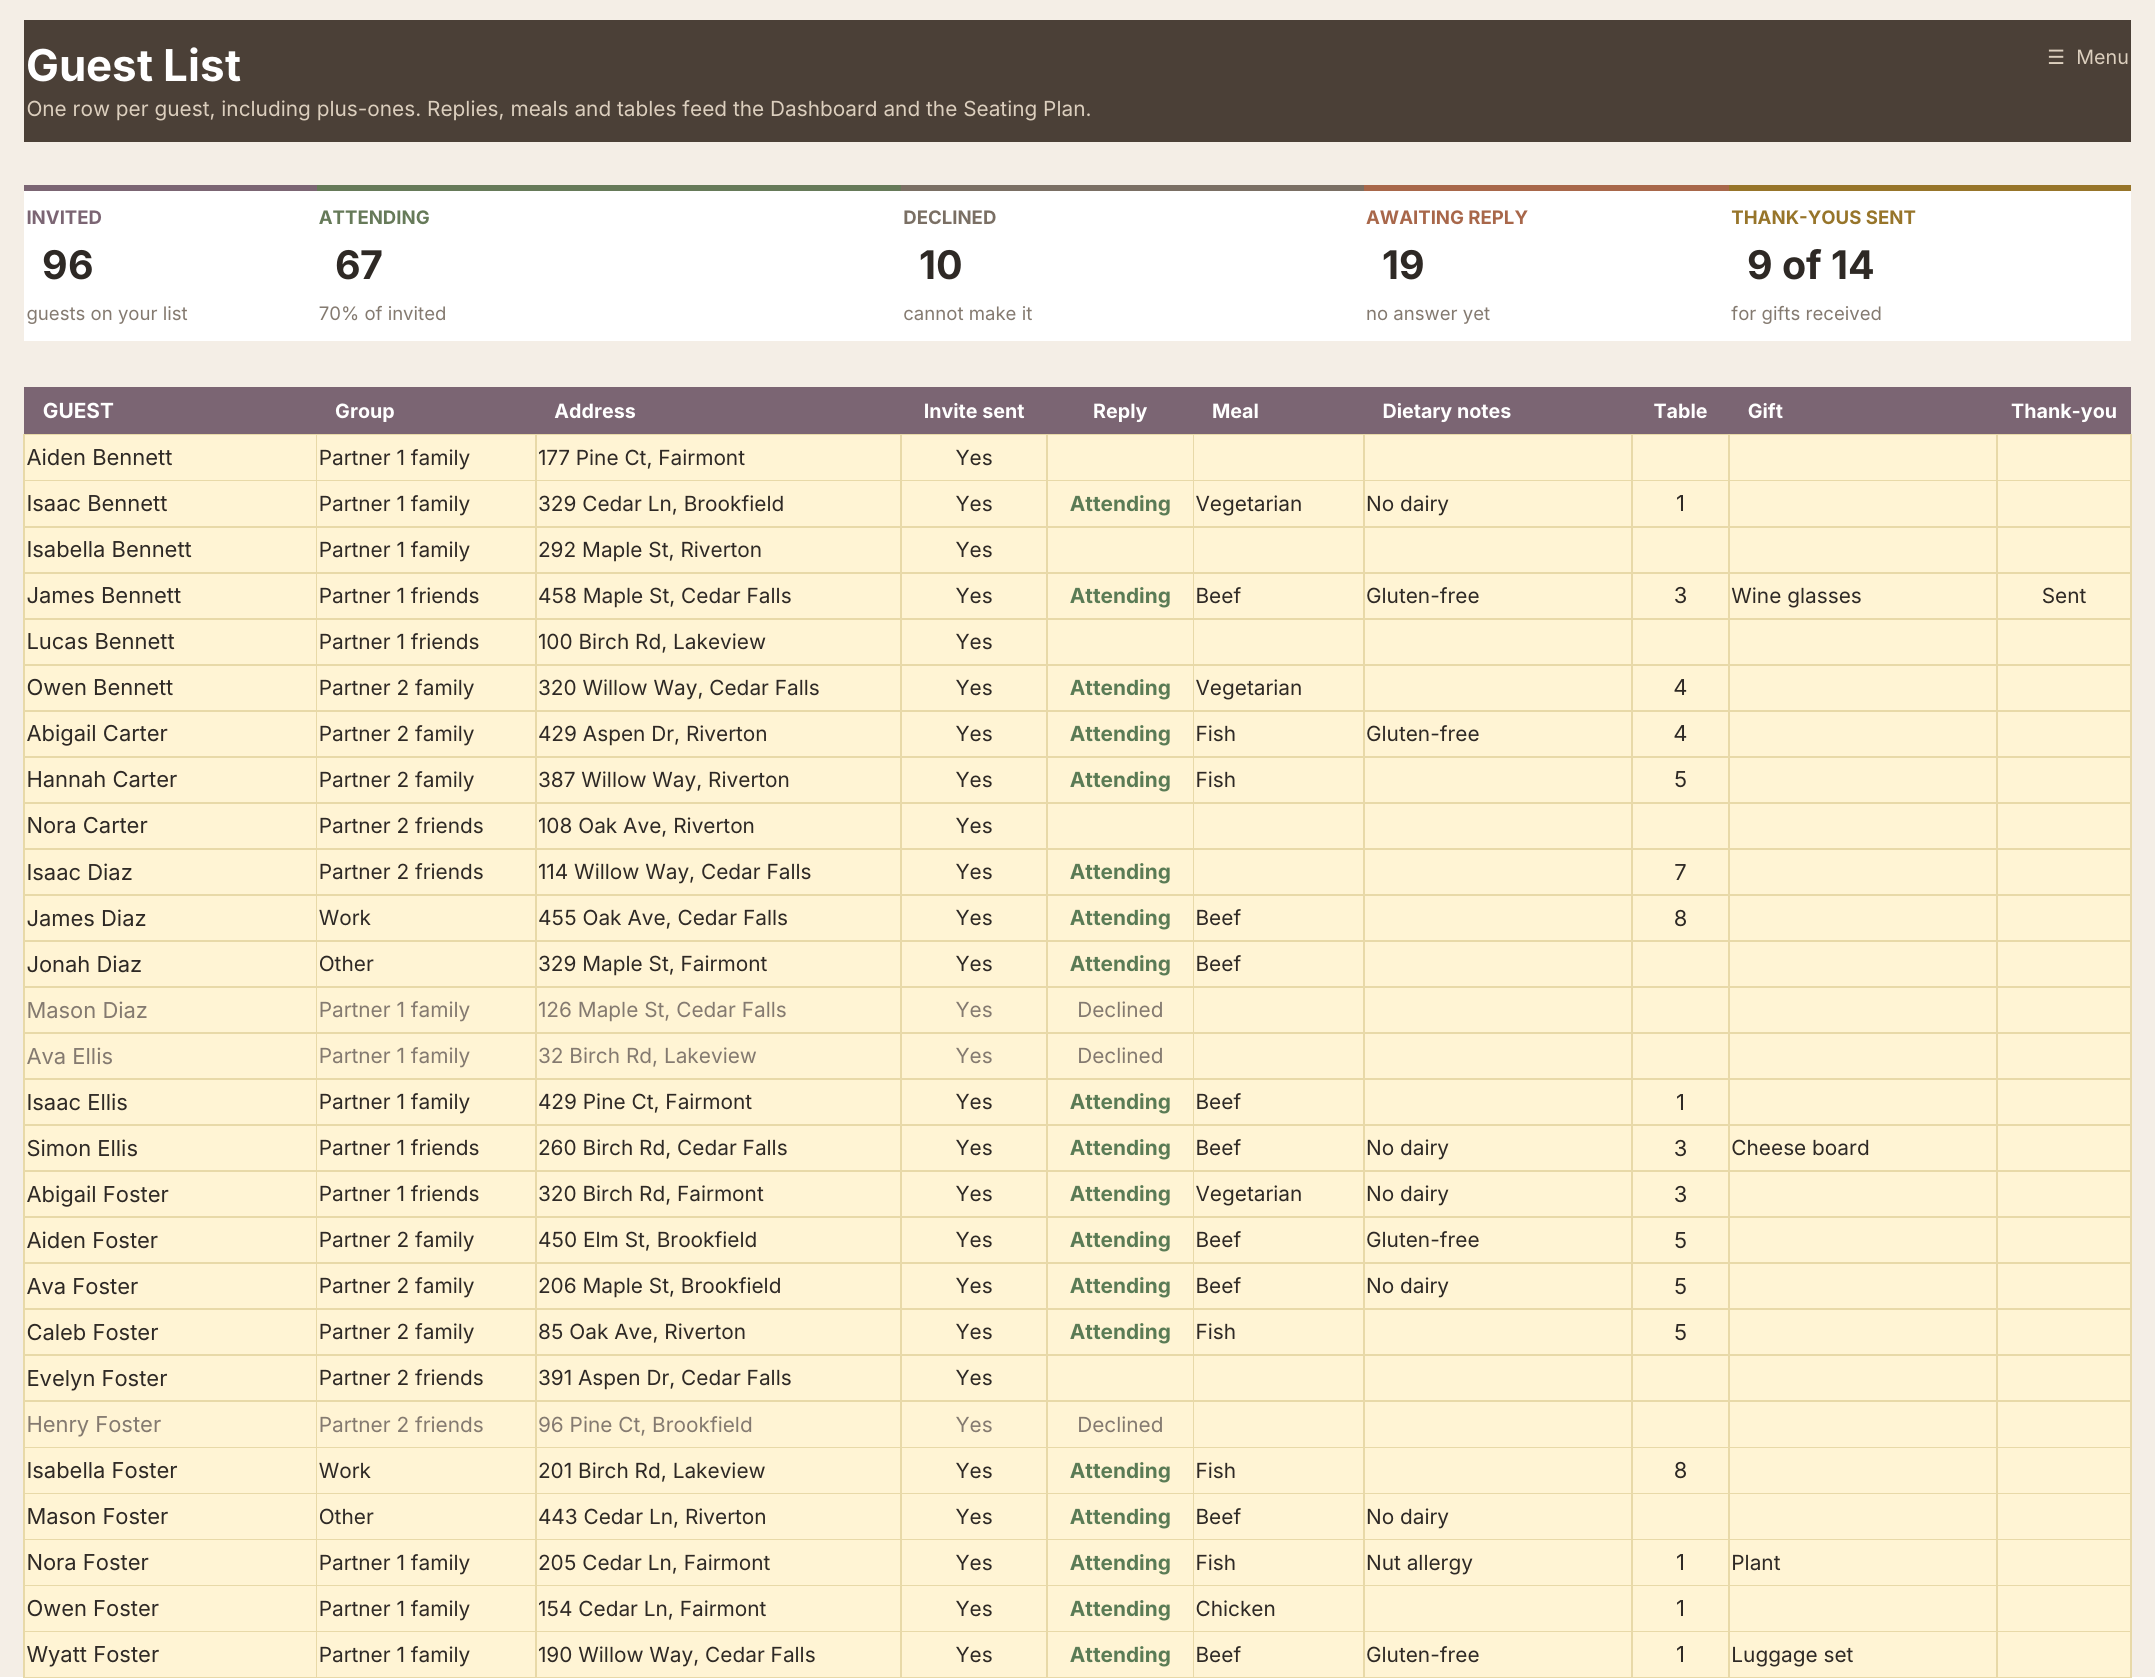 Guest List
☰ Menu
One row per guest, including plus-ones. Replies, meals and tables feed the Dashboard and the Seating Plan.
INVITED ATTENDING DECLINED AWAITING REPLY THANK-YOUS SENT
96 67 10 19 9 of 14
guests on your list 70% of invited cannot make it no answer yet for gifts received
GUEST Group Address Invite sent Reply Meal Dietary notes Table Gift Thank-you
Aiden Bennett Partner 1 family 177 Pine Ct, Fairmont Yes
Isaac Bennett Partner 1 family 329 Cedar Ln, Brookfield Yes Attending Vegetarian No dairy 1
Isabella Bennett Partner 1 family 292 Maple St, Riverton Yes
James Bennett Partner 1 friends 458 Maple St, Cedar Falls Yes Attending Beef Gluten-free 3 Wine glasses Sent
Lucas Bennett Partner 1 friends 100 Birch Rd, Lakeview Yes
Owen Bennett Partner 2 family 320 Willow Way, Cedar Falls Yes Attending Vegetarian 4
Abigail Carter Partner 2 family 429 Aspen Dr, Riverton Yes Attending Fish Gluten-free 4
Hannah Carter Partner 2 family 387 Willow Way, Riverton Yes Attending Fish 5
Nora Carter Partner 2 friends 108 Oak Ave, Riverton Yes
Isaac Diaz Partner 2 friends 114 Willow Way, Cedar Falls Yes Attending 7
James Diaz Work 455 Oak Ave, Cedar Falls Yes Attending Beef 8
Jonah Diaz Other 329 Maple St, Fairmont Yes Attending Beef
Mason Diaz Partner 1 family 126 Maple St, Cedar Falls Yes Declined
Ava Ellis Partner 1 family 32 Birch Rd, Lakeview Yes Declined
Isaac Ellis Partner 1 family 429 Pine Ct, Fairmont Yes Attending Beef 1
Simon Ellis Partner 1 friends 260 Birch Rd, Cedar Falls Yes Attending Beef No dairy 3 Cheese board
Abigail Foster Partner 1 friends 320 Birch Rd, Fairmont Yes Attending Vegetarian No dairy 3
Aiden Foster Partner 2 family 450 Elm St, Brookfield Yes Attending Beef Gluten-free 5
Ava Foster Partner 2 family 206 Maple St, Brookfield Yes Attending Beef No dairy 5
Caleb Foster Partner 2 family 85 Oak Ave, Riverton Yes Attending Fish 5
Evelyn Foster Partner 2 friends 391 Aspen Dr, Cedar Falls Yes
Henry Foster Partner 2 friends 96 Pine Ct, Brookfield Yes Declined
Isabella Foster Work 201 Birch Rd, Lakeview Yes Attending Fish 8
Mason Foster Other 443 Cedar Ln, Riverton Yes Attending Beef No dairy
Nora Foster Partner 1 family 205 Cedar Ln, Fairmont Yes Attending Fish Nut allergy 1 Plant
Owen Foster Partner 1 family 154 Cedar Ln, Fairmont Yes Attending Chicken 1
Wyatt Foster Partner 1 family 190 Willow Way, Cedar Falls Yes Attending Beef Gluten-free 1 Luggage set